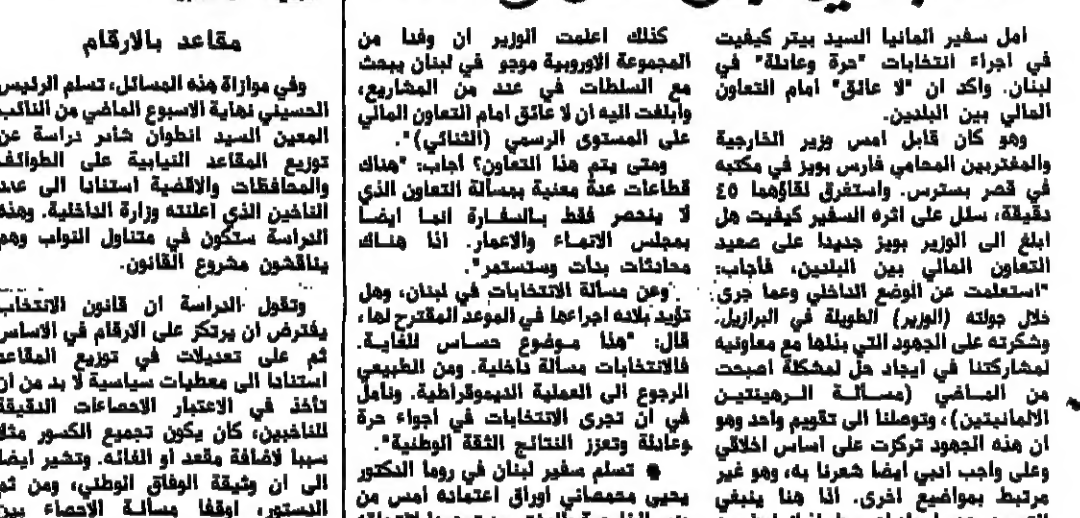 امل سفير المانيا السيد بيتر كيفيت
في اجراء انتخابات "حرة وعادلة" في
لبنان. واكد ان "لا عائق" امام التعاون
المالي بين البلدين.
وهو كان قابل امس وزير الخارجية
والمغتربين المحامي فارس بويز في مكتبه
في قصر بسترس. واستغرق لقاؤهما ٤٥
دقيقة، سئل على اثره السفير كيفيت هل
ابلغ الى الوزير بويز جديدا على صعيد
التعاون المالي بين البلدين، فأجاب:
"استعلمت عن الوضع الداخلي وعما جرى
خلال جولته (الوزير) الطويلة في البرازيل.
وشكرته على الجهود التي بذلها مع معاونيه
لمشاركتنا في ايجاد حل لمشكلة اصبحت
من الماضي (مسألة الرهينتين
الالمانيتين)، وتوصلنا الى تقويم واحد وهو
ان هذه الجهود تركزت على اساس اخلاقي
وعلى واجب انبي ايضا شعرنا به، وهو غير
مرتبط بمواضيع اخرى. اذا هنا ينبغي
كذلك اعلمت الوزير ان وفدا من
المجموعة الاوروبية موجو في لبنان يبحث
مع السلطات في عدد من المشاريع،
وأبلغت اليه ان لا عائق امام التعاون المالي
على المستوى الرسمي (الثنائي)".
ومتى يتم هذا التعاون؟ أجاب: "هناك
قطاعات عدة معنية بمسألة التعاون الذي
لا ينحصر فقط بالسفارة انما ايضا
بمجلس الانماء والاعمار. اذا هناك
محادثات بدأت وستستمر".
وعن مسألة الانتخابات في لبنان، وهل
تؤيد بلاده اجراءها في الموعد المقترح لها،
قال: "هذا موضوع حساس للغاية.
فالانتخابات مسألة داخلية. ومن الطبيعي
الرجوع الى العملية الديموقراطية. ونأمل
في ان تجرى الانتخابات في اجواء حرة
وعادلة وتعزز النتائج الثقة الوطنية".
● تسلم سفير لبنان في روما الدكتور
يحيى محمصاني اوراق اعتماده امس من
مقاعد بالارقام
وفي موازاة هذه المسائل، تسلم الرئيس
الحسيني نهاية الاسبوع الماضي من النائب
المعين السيد انطوان شادر دراسة عن
توزيع المقاعد النيابية على الطوائف
والمحافظات والاقضية استنادا الى عدد
الناخبين الذي اعلنته وزارة الداخلية. وهذه
الدراسة ستكون في متناول النواب وهم
يناقشون مشروع القانون.
وتقول الدراسة ان قانون الانتخاب
يفترض ان يرتكز على الارقام في الاساس
ثم على تعديلات في توزيع المقاعد
استنادا الى معطيات سياسية لا بد من ان
تأخذ في الاعتبار الاحصاءات الدقيقة
للناخبين، كان يكون تجميع الكسور مثلا
سببا لاضافة مقعد او الغائه. وتشير ايضا
الى ان وثيقة الوفاق الوطني، ومن ثم
الدستور، اوقفا مسألة الاحصاء بين